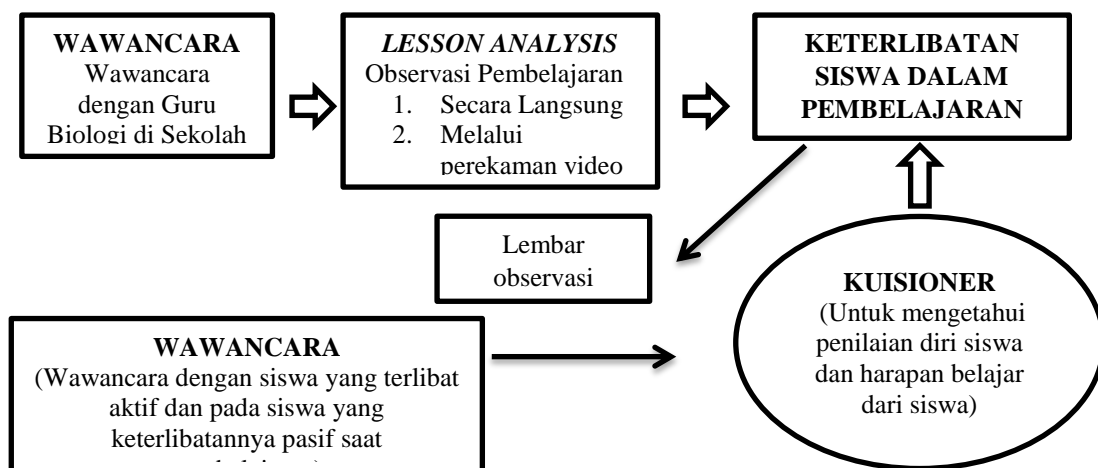 WAWANCARA
Wawancara
dengan Guru
Biologi di Sekolah
LESSON ANALYSIS
Observasi Pembelajaran
1. Secara Langsung
2. Melalui
perekaman video
KETERLIBATAN
SISWA DALAM
PEMBELAJARAN
Lembar
observasi
KUISIONER
(Untuk mengetahui
penilaian diri siswa
dan harapan belajar
dari siswa)
WAWANCARA
(Wawancara dengan siswa yang terlibat
aktif dan pada siswa yang
keterlibatannya pasif saat